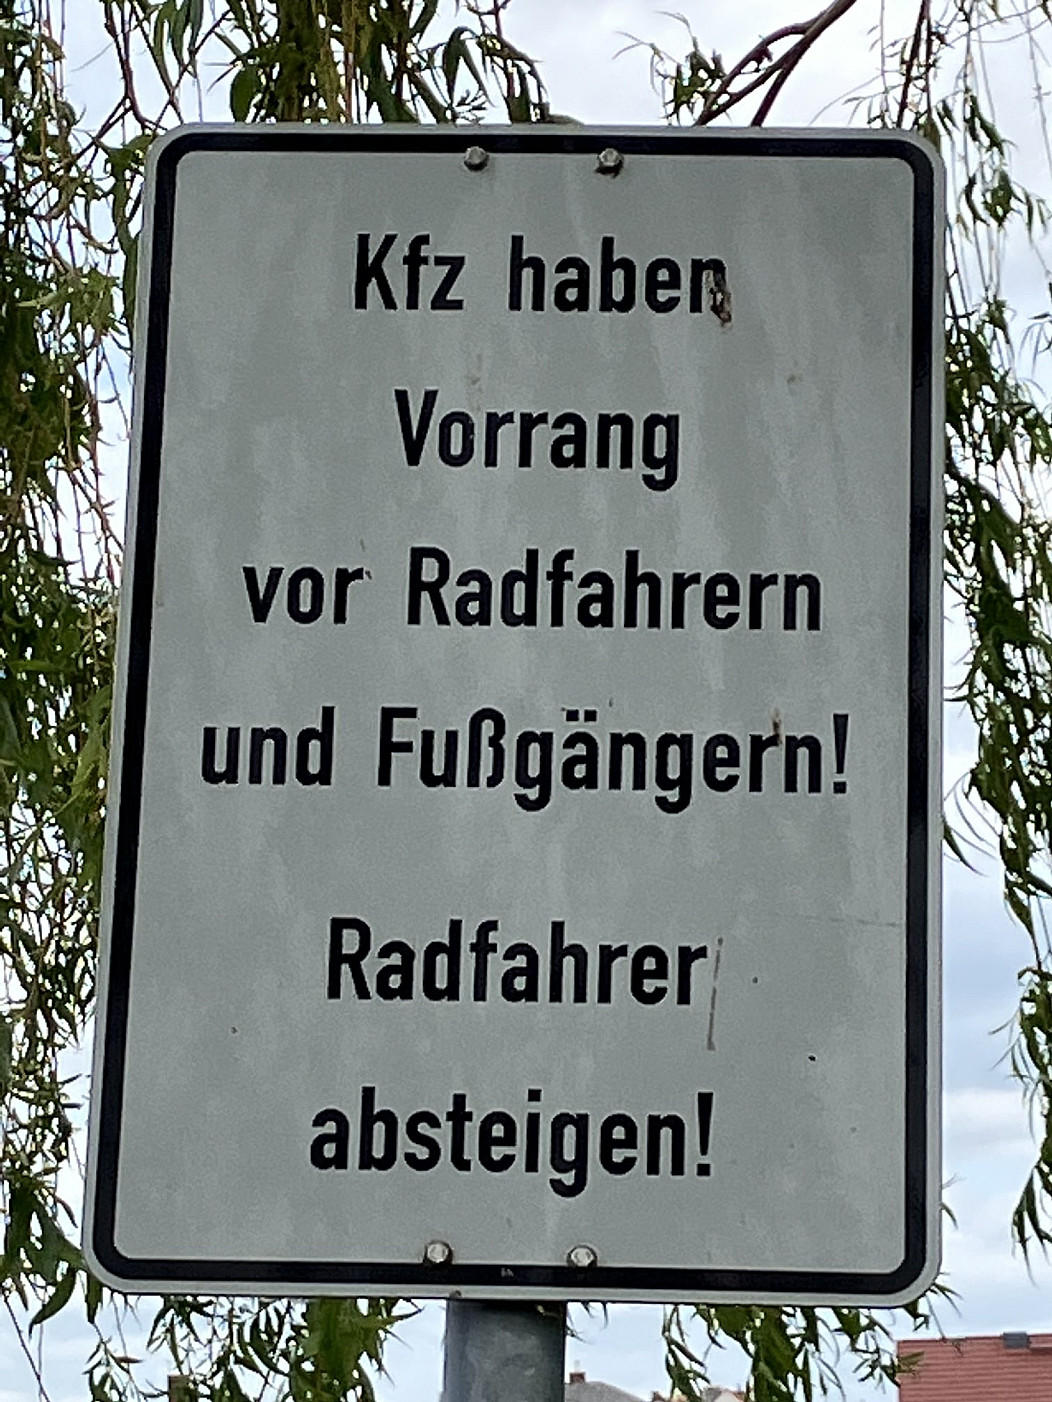 Kfz haben
Vorrang
vor Radfahrern
und Fußgängern!
Radfahrer
absteigen!